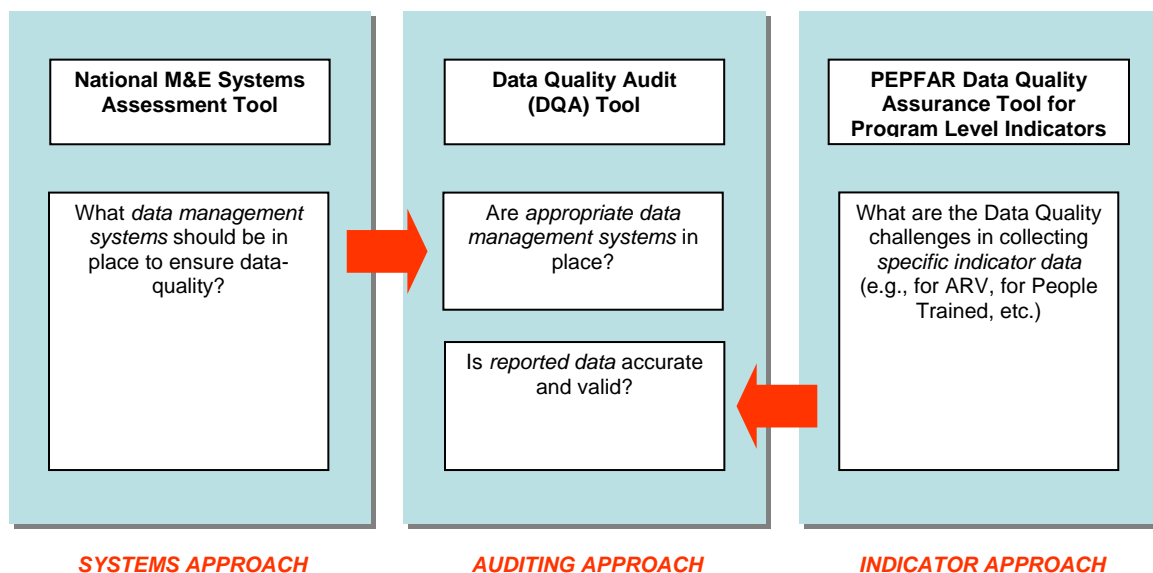 National M&E Systems
Assessment Tool
What data management
systems should be in
place to ensure data-
quality?
SYSTEMS APPROACH
Data Quality Audit
(DQA) Tool
Are appropriate data
management systems in
place?
Is reported data accurate
and valid?
AUDITING APPROACH
PEPFAR Data Quality
Assurance Tool for
Program Level Indicators
What are the Data Quality
challenges in collecting
specific indicator data
(e.g., for ARV, for People
Trained, etc.)
INDICATOR APPROACH